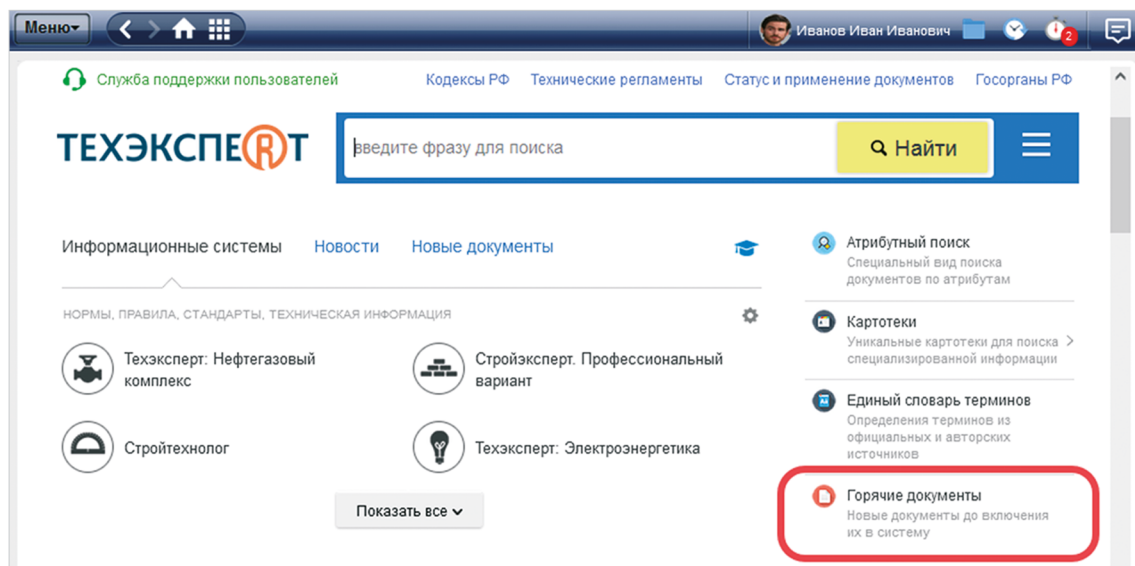 Меню
Иванов Иван Иванович
2
Служба поддержки пользователей
Кодексы РФ
Технические регламенты
Статус и применение документов
Госорганы РФ
ТЕХЭКСПЕRТ
введите фразу для поиска
Найти
Информационные системы
Новости
Новые документы
НОРМЫ, ПРАВИЛА, СТАНДАРТЫ, ТЕХНИЧЕСКАЯ ИНФОРМАЦИЯ
Техэксперт: Нефтегазовый
комплекс
Стройэксперт. Профессиональный
вариант
Стройтехнолог
Техэксперт: Электроэнергетика
Показать все
Атрибутный поиск
Специальный вид поиска
документов по атрибутам
Картотеки
Уникальные картотеки для поиска
специализированной информации
Единый словарь терминов
Определения терминов из
официальных и авторских
источников
Горячие документы
Новые документы до включения
их в систему